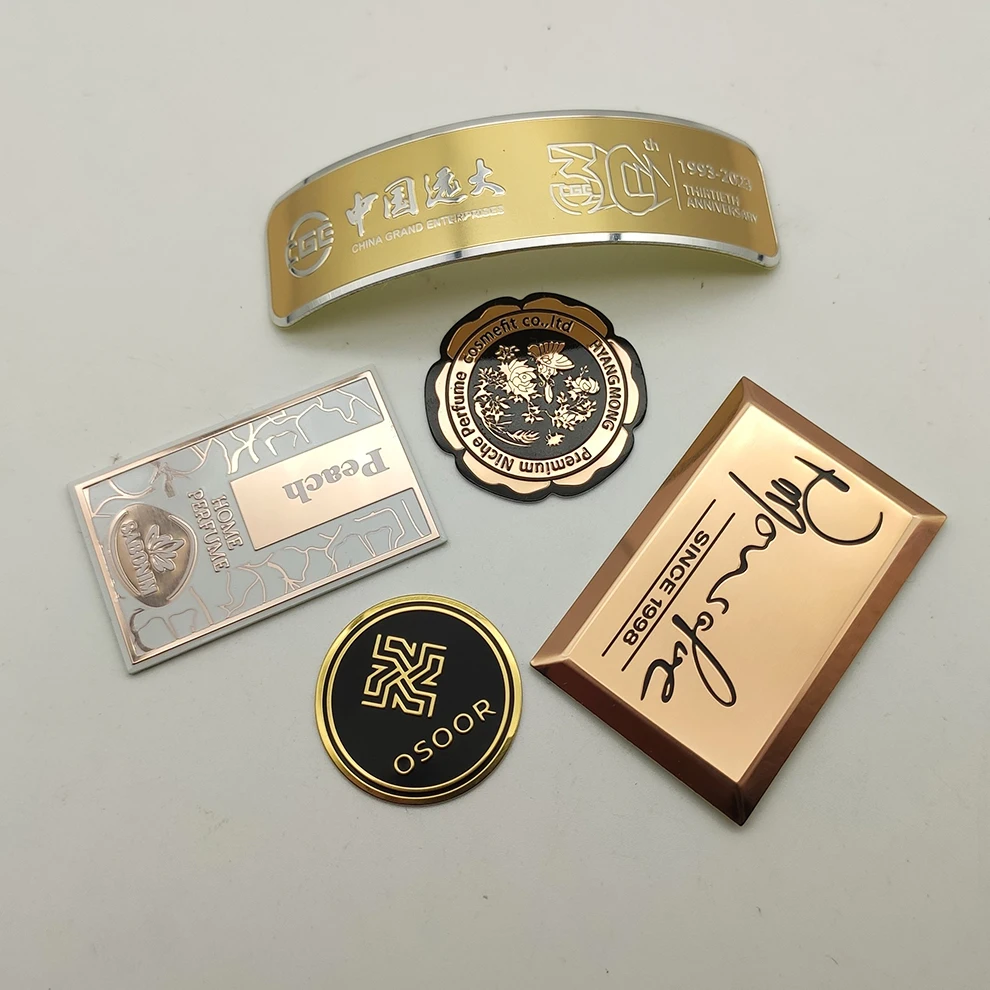 CGE
中国远大
CHINA GRAND ENTERPRISES
30th
CGE
1993-2023
THIRTIETH
ANNIVERSARY
cosmefit co.,ltd
HYANGMONG
Premium Niche Perfume
Peach
HOME
PERFUME
SINCE 1998
OSOOR